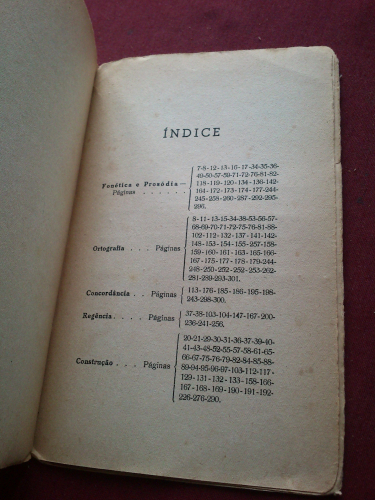 ÍNDICE
7-8-12-13-16-17-34-35-36-
49-50-57-59-71-72-76-81-82-
Fonética e Prosódia — 118-119-120-134-136-142-
Páginas . . . . . . 164-172-173-174-177-244-
245-258-260-287-292-295-
296.
8-11-13-15-34-38-53-56-57-
68-69-70-71-72-75-76-81-88-
102-112-132-137-141-142-
Ortografia . . . Páginas 148-153-154-155-257-158-
159-160-161-163-165-166-
167-175-177-178-179-244-
248-250-252-252-253-262-
281-289-293-301.
Concordância . . Páginas 113-176-185-186-195-198-
243-298-300.
Regência . . . . Páginas 37-38-103-104-147-167-200-
236-241-256.
20-21-29-30-31-36-37-39-40-
41-43-48-52-55-57-58-61-65-
66-67-75-76-79-82-84-85-88-
Construção . . . Páginas 89-94-95-96-97-103-112-117-
129-131-132-133-158-166-
167-168-169-190-191-192-
226-276-290.